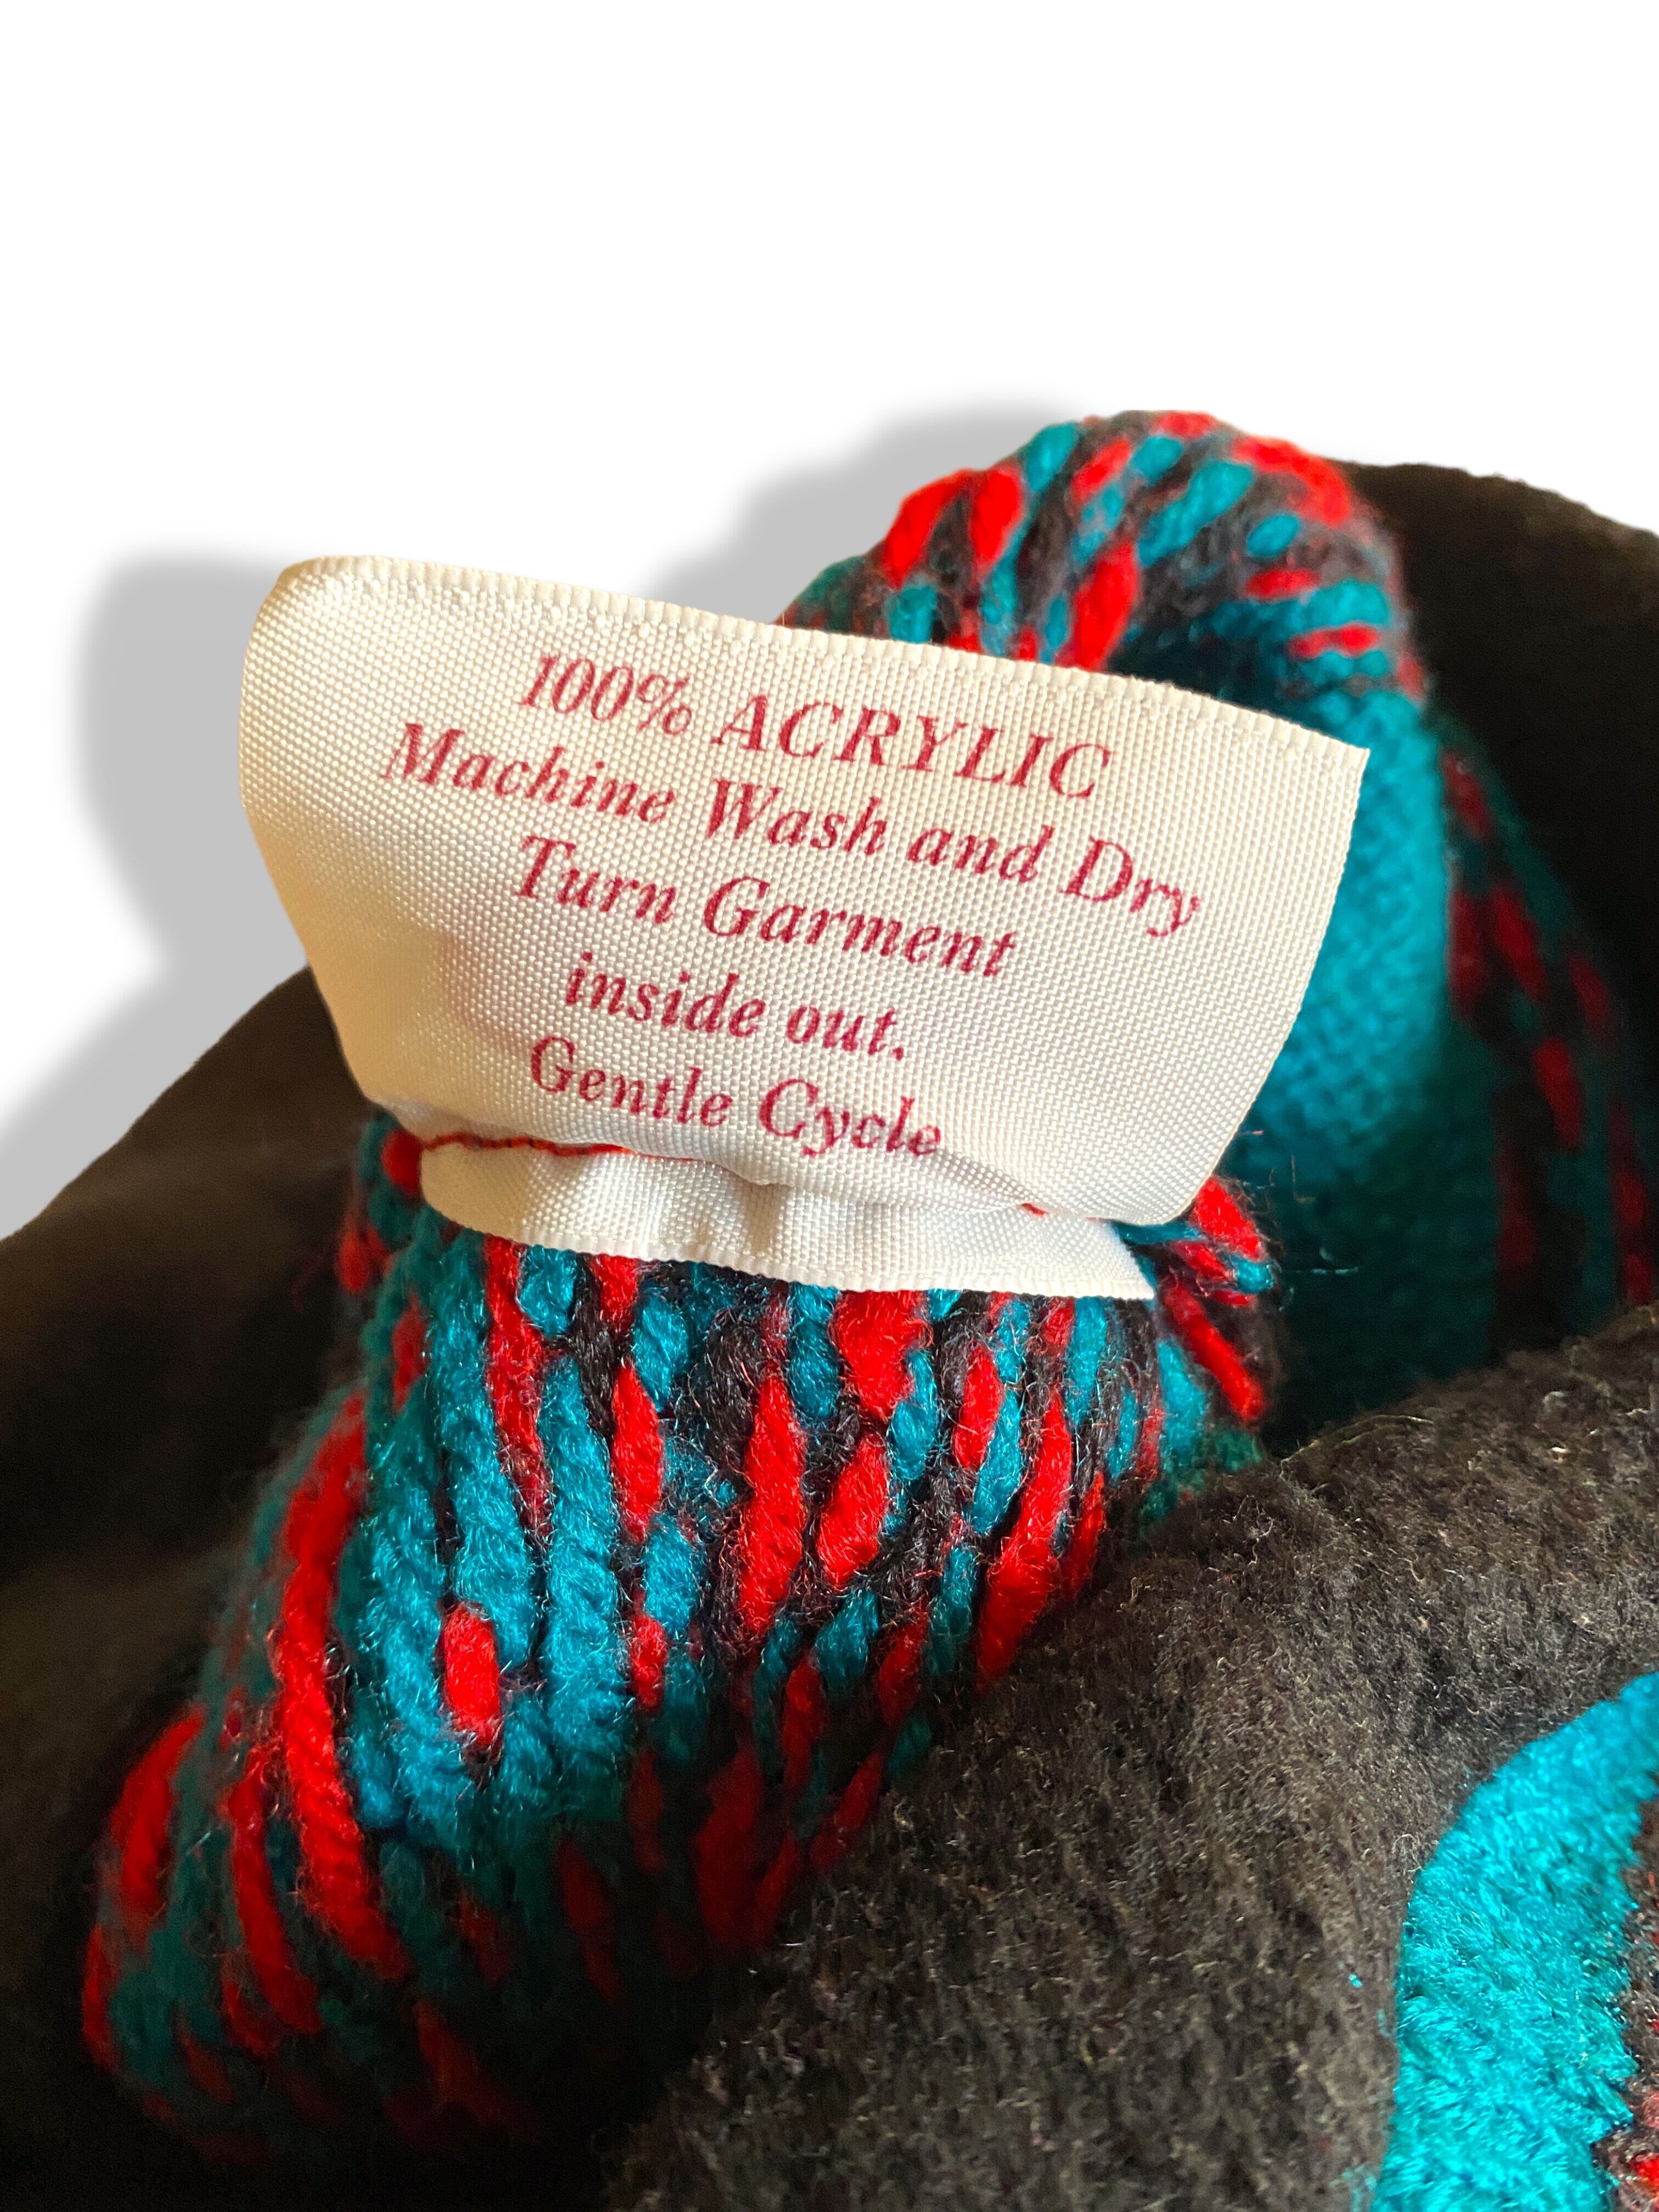 100% ACRYLIC
Machine Wash and Dry
Turn Garment
inside out.
Gentle Cycle